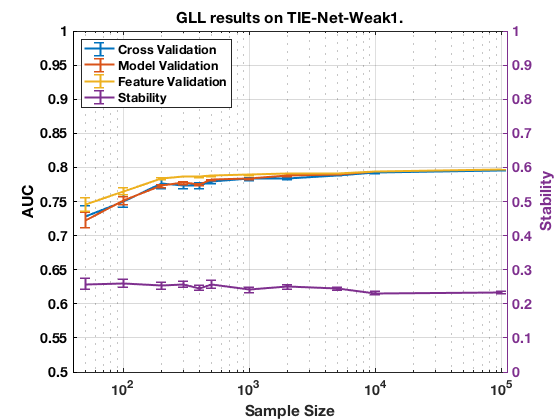 GLL results on TIE-Net-Weak1.
Cross Validation
Model Validation
Feature Validation
Stability
AUC
1
0.95
0.9
0.85
0.8
0.75
0.7
0.65
0.6
0.55
0.5
1
0.9
0.8
0.7
0.6
0.5
0.4
0.3
0.2
0.1
0
Stability
10² 10³ 10⁴ 10⁵
Sample Size